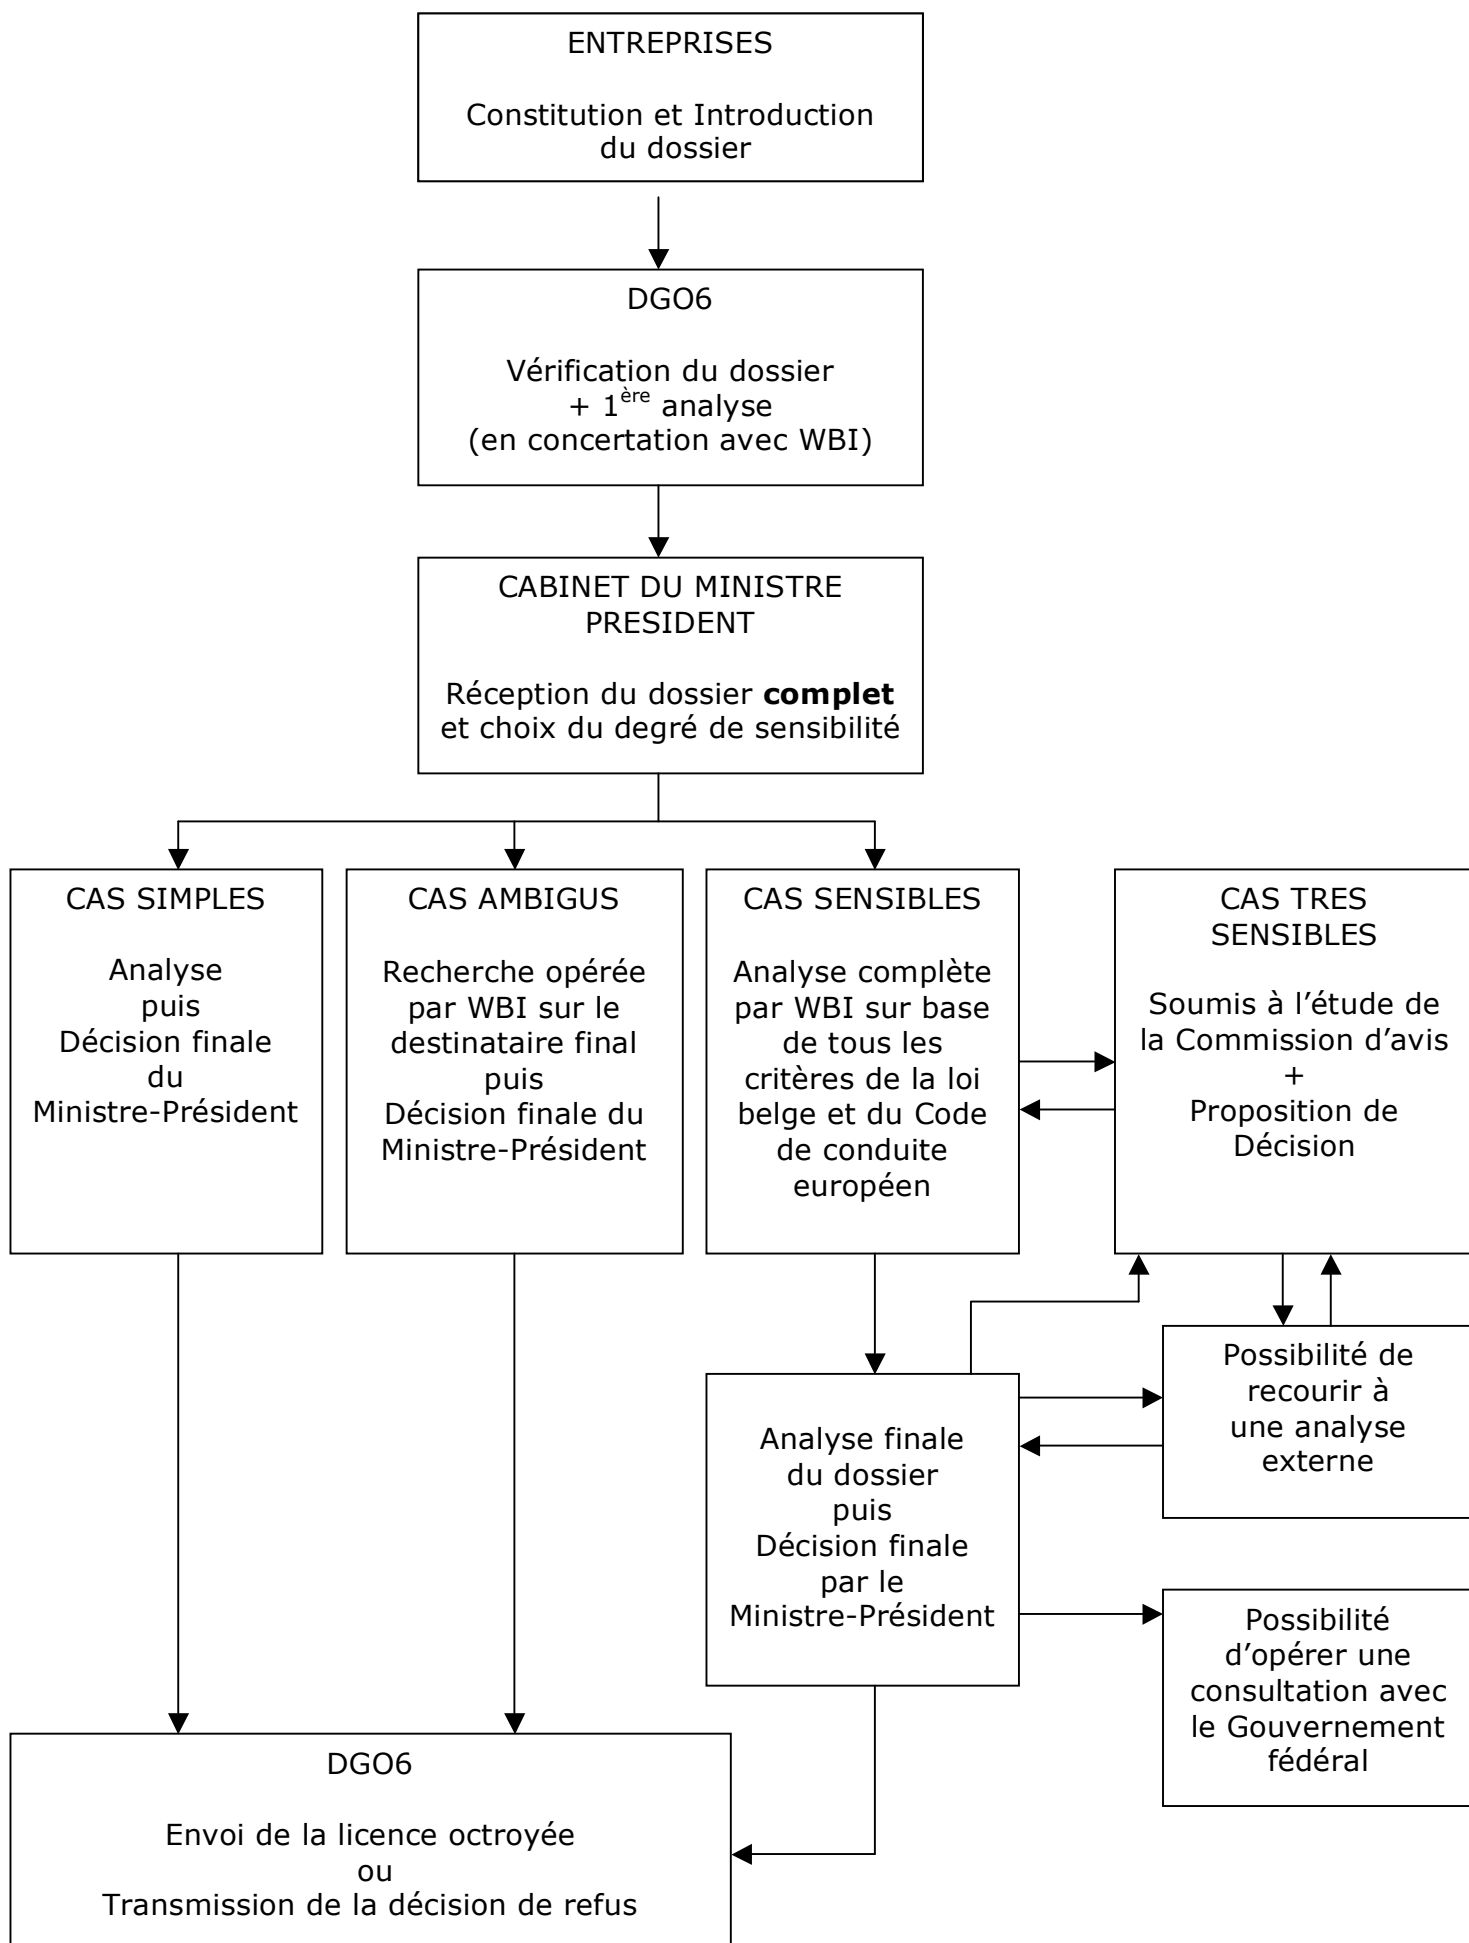 ENTREPRISES
Constitution et Introduction
du dossier
DGO6
Vérification du dossier
+ 1ère analyse
(en concertation avec WBI)
CABINET DU MINISTRE
PRESIDENT
Réception du dossier complet
et choix du degré de sensibilité
CAS SIMPLES
Analyse
puis
Décision finale
du
Ministre-Président
CAS AMBIGUS
Recherche opérée
par WBI sur le
destinataire final
puis
Décision finale du
Ministre-Président
CAS SENSIBLES
Analyse complète
par WBI sur base
de tous les
critères de la loi
belge et du Code
de conduite
européen
CAS TRES
SENSIBLES
Soumis à l’étude de
la Commission d’avis
+
Proposition de
Décision
Possibilité de
recourir à
une analyse
externe
Analyse finale
du dossier
puis
Décision finale
par le
Ministre-Président
Possibilité
d’opérer une
consultation avec
le Gouvernement
fédéral
DGO6
Envoi de la licence octroyée
ou
Transmission de la décision de refus